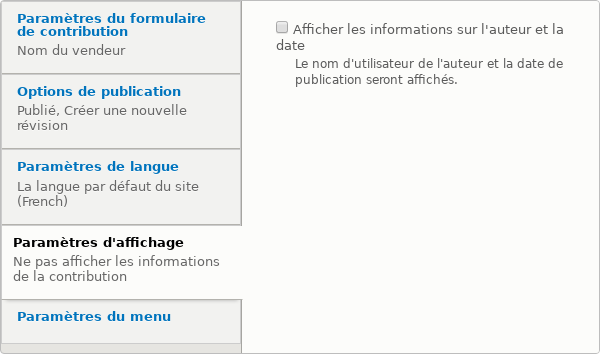 Paramètres du formulaire
de contribution
Nom du vendeur
Options de publication
Publié, Créer une nouvelle
révision
Paramètres de langue
La langue par défaut du site
(French)
Paramètres d'affichage
Ne pas afficher les informations
de la contribution
Paramètres du menu
Afficher les informations sur l'auteur et la
date
Le nom d'utilisateur de l'auteur et la date de
publication seront affichés.